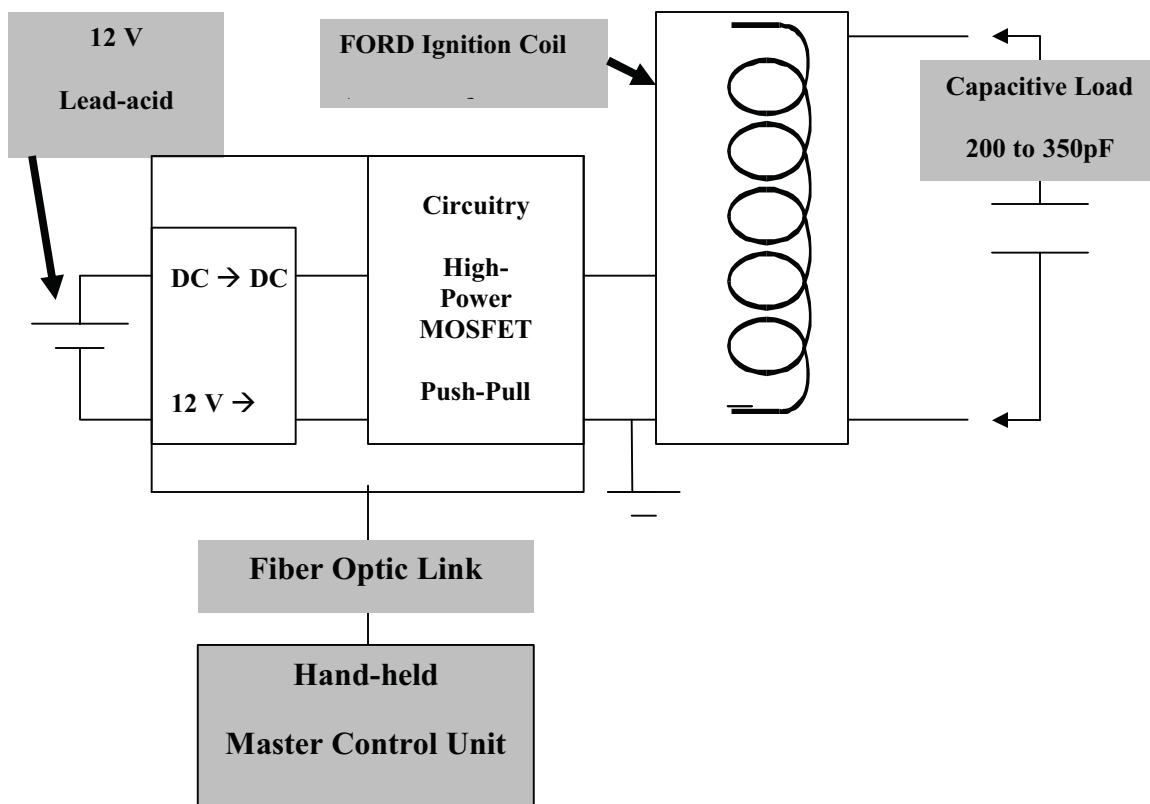 12 V
Lead-acid
FORD Ignition Coil
Capacitive Load
200 to 350pF
DC → DC
12 V →
Circuitry
High-
Power
MOSFET
Push-Pull
Fiber Optic Link
Hand-held
Master Control Unit